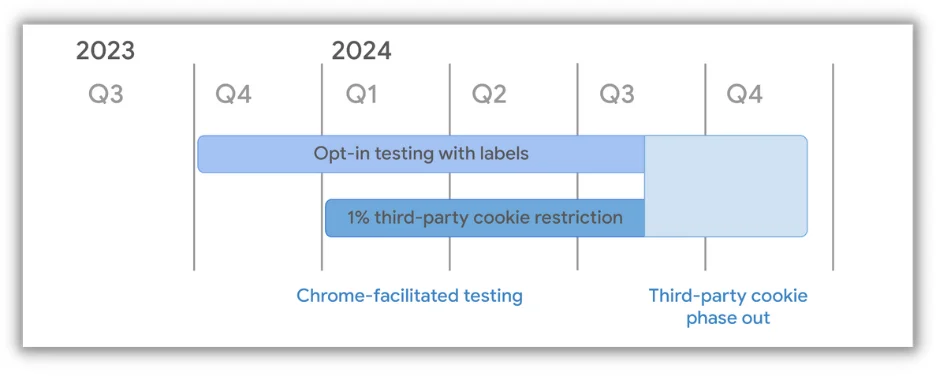 2023
2024
Q3
Q4
Q1
Q2
Q3
Q4
Opt-in testing with labels
1% third-party cookie restriction
Chrome-facilitated testing
Third-party cookie
phase out